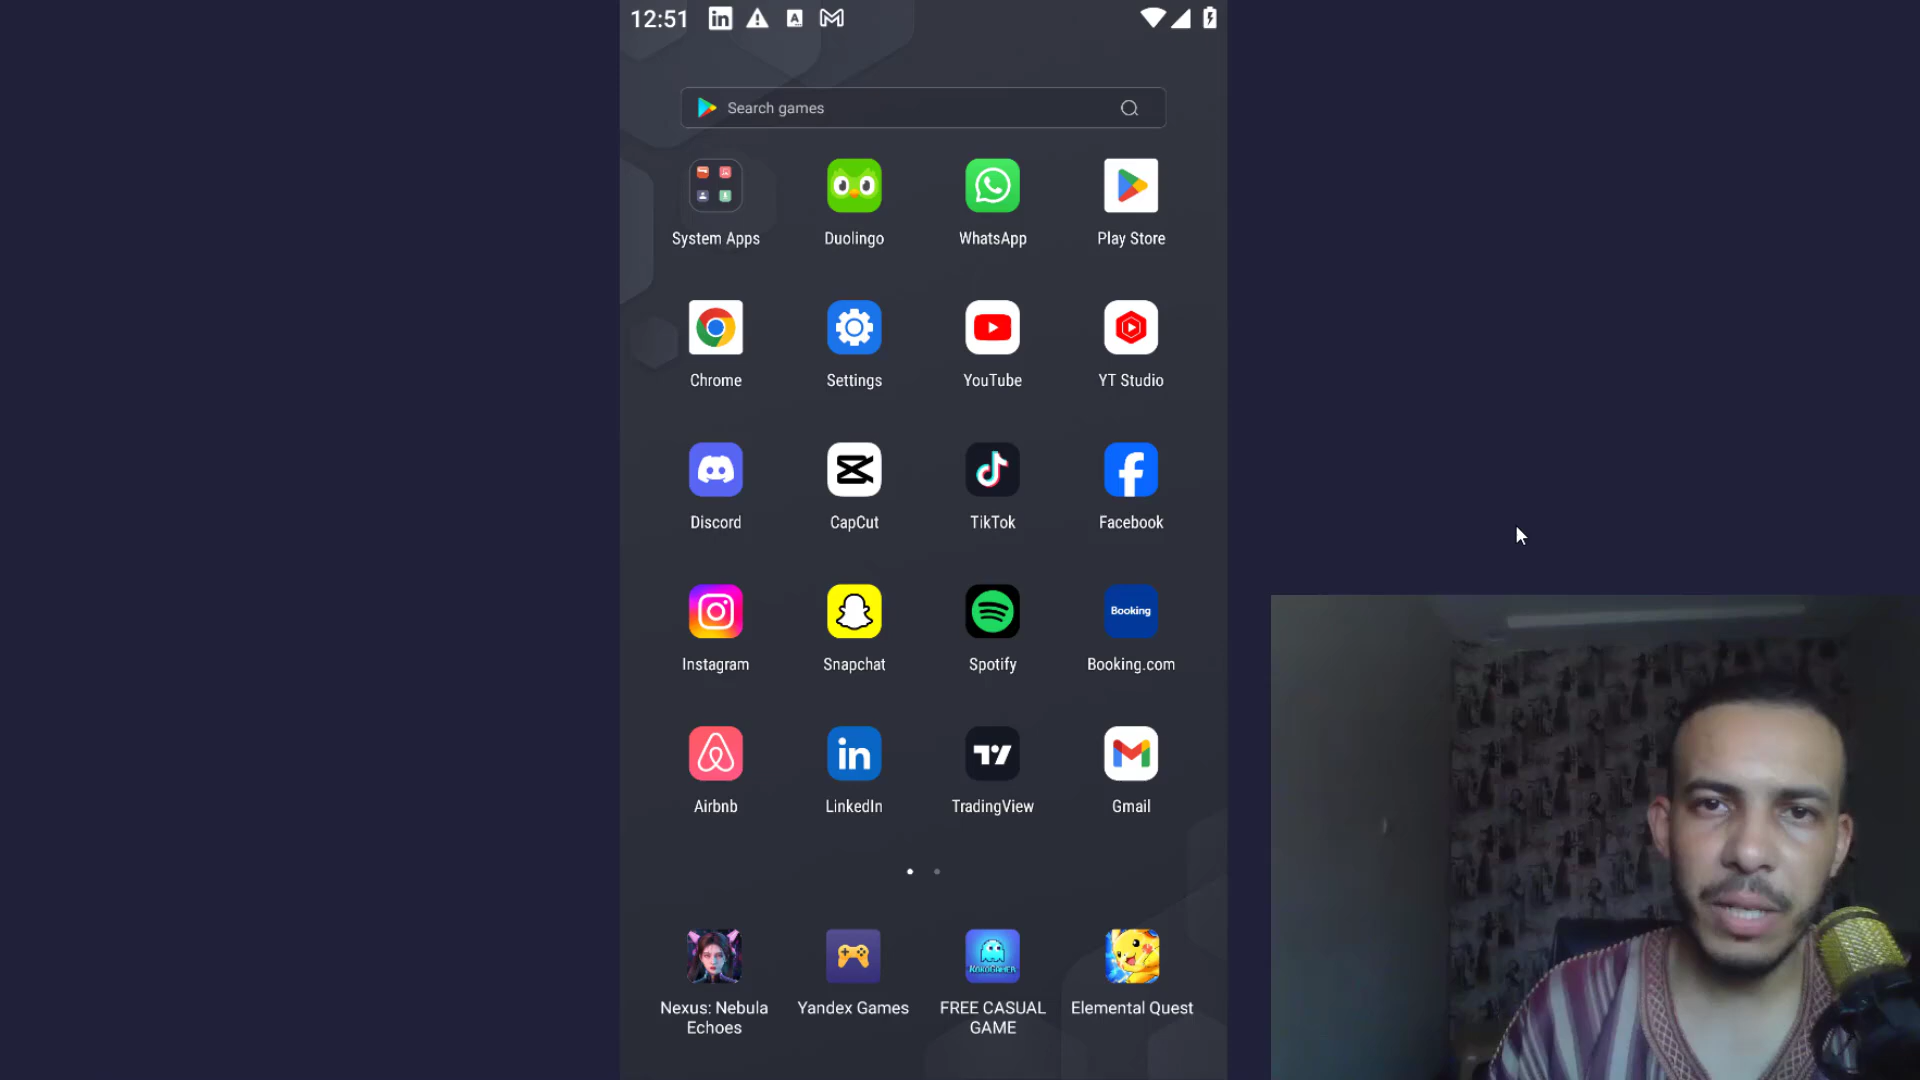 12:51
Search games
System Apps
Duolingo
WhatsApp
Play Store
Chrome
Settings
YouTube
YT Studio
Discord
CapCut
TikTok
Facebook
Instagram
Snapchat
Spotify
Booking
Booking.com
Airbnb
LinkedIn
TradingView
Gmail
KOKOGAMER
Nexus: Nebula
Echoes
Yandex Games
FREE CASUAL
GAME
Elemental Quest